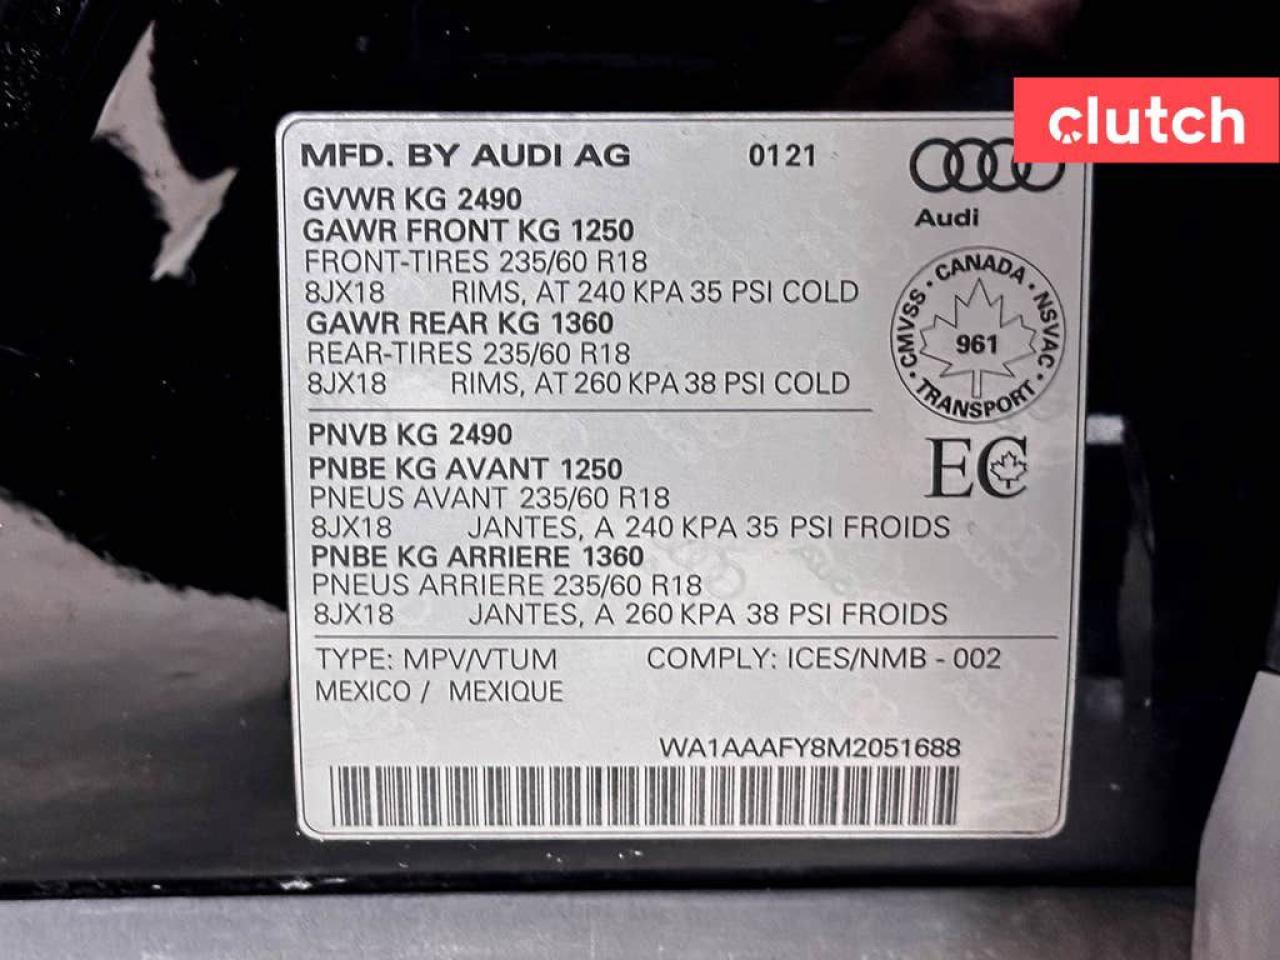 clutch
MFD. BY AUDI AG 0121
Audi
GVWR KG 2490
GAWR FRONT KG 1250
FRONT-TIRES 235/60 R18
8JX18 RIMS, AT 240 KPA 35 PSI COLD
GAWR REAR KG 1360
REAR-TIRES 235/60 R18
8JX18 RIMS, AT 260 KPA 38 PSI COLD
CANADA · NSVAC · TRANSPORT · CMVSS ·
961
PNVB KG 2490
PNBE KG AVANT 1250
PNEUS AVANT 235/60 R18
8JX18 JANTES, A 240 KPA 35 PSI FROIDS
PNBE KG ARRIERE 1360
PNEUS ARRIERE 235/60 R18
8JX18 JANTES, A 260 KPA 38 PSI FROIDS
EC
TYPE: MPV/VTUM COMPLY: ICES/NMB - 002
MEXICO / MEXIQUE
WA1AAAFY8M2051688